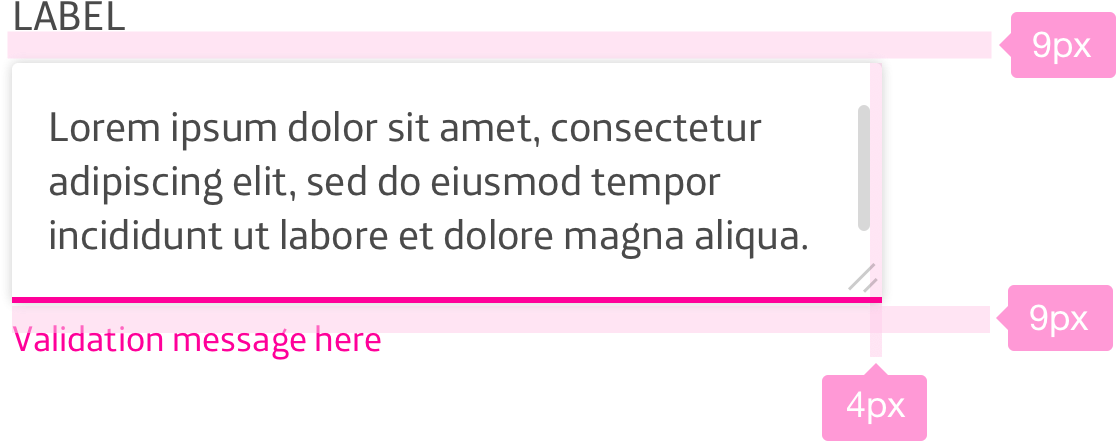 LABEL
9px
Lorem ipsum dolor sit amet, consectetur
adipiscing elit, sed do eiusmod tempor
incididunt ut labore et dolore magna aliqua.
9px
Validation message here
4px